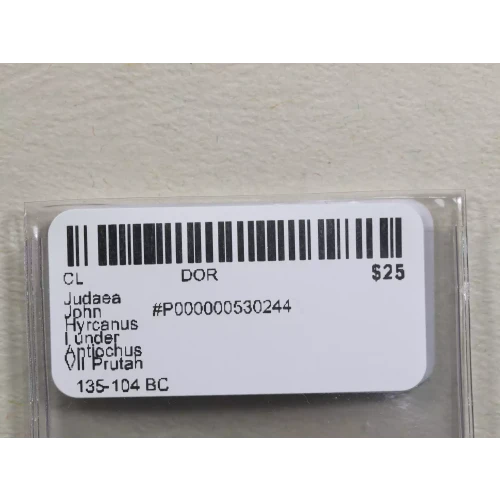 CL DOR $25
Judaea
John #P000000530244
Hyrcanus
I under
Antiochus
VII Prutah
135-104 BC